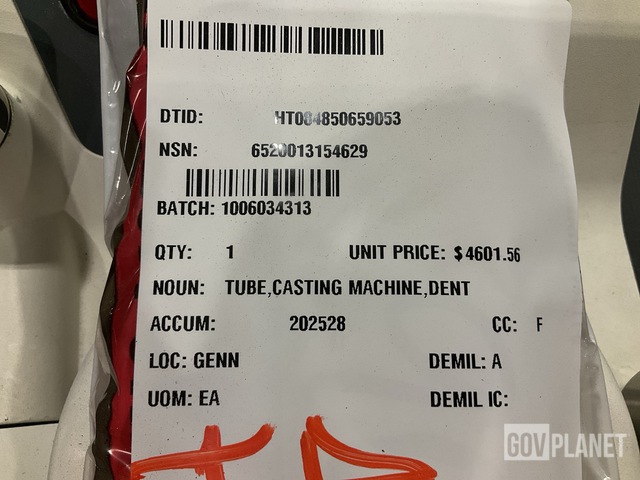 DTID: HT084850659053
NSN: 6520013154629
BATCH: 1006034313
QTY: 1 UNIT PRICE: $4601.56
NOUN: TUBE,CASTING MACHINE,DENT
ACCUM: 202528 CC: F
LOC: GENN DEMIL: A
UOM: EA DEMIL IC:
GOVPLANET